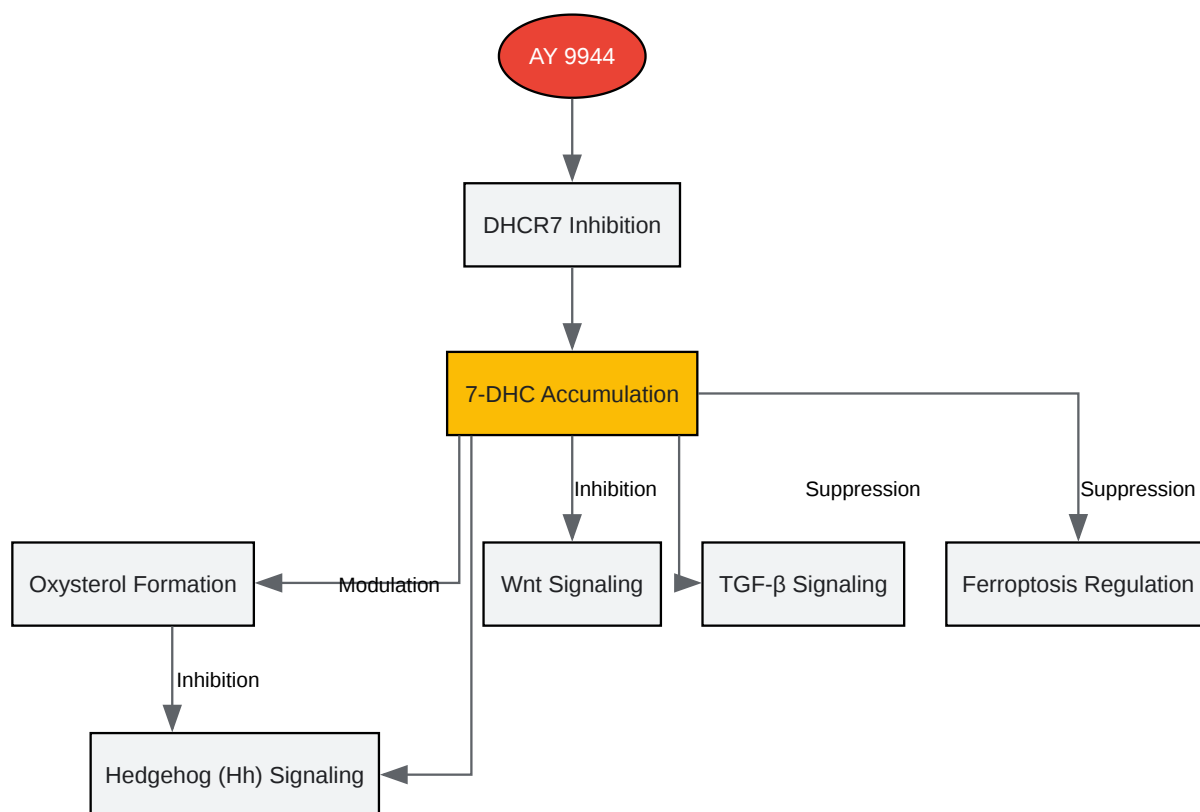 AY 9944
DHCR7 Inhibition
7-DHC Accumulation
Inhibition
Suppression
Suppression
Oxysterol Formation
Modulation
Wnt Signaling
TGF-β Signaling
Ferroptosis Regulation
Inhibition
Hedgehog (Hh) Signaling